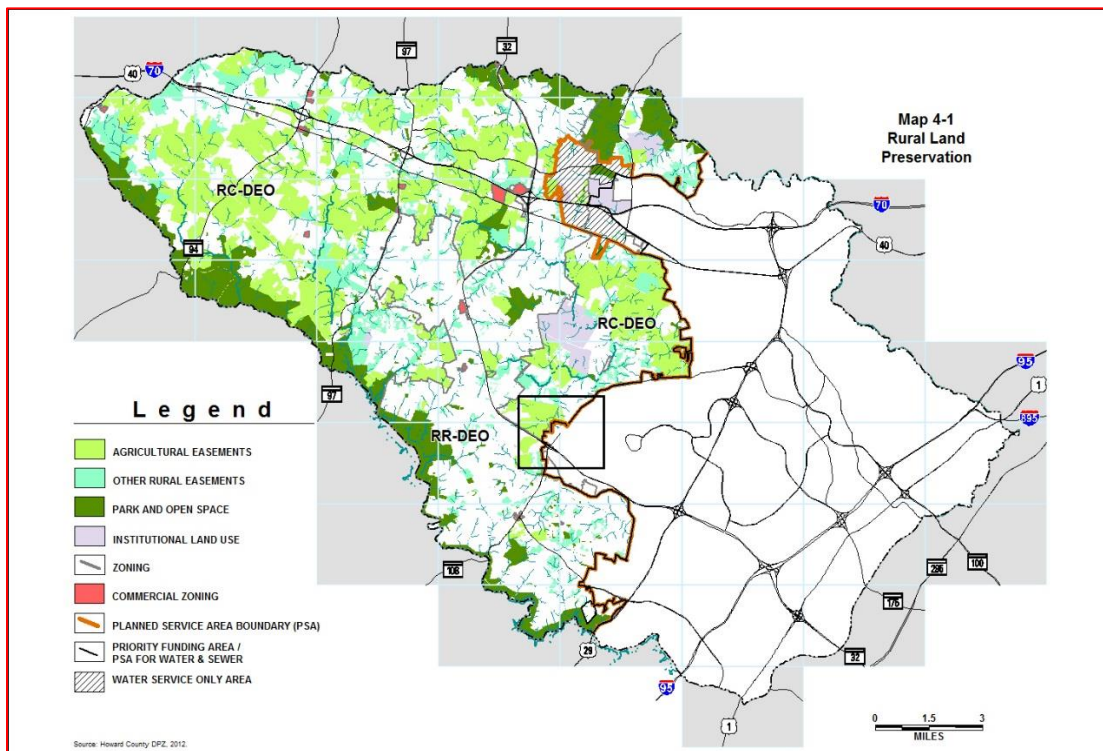 97
32
40
70
Map 4-1
Rural Land
Preservation
RC-DEO
70
40
94
RC-DEO
95
1
895
97
Legend
RR-DEO
AGRICULTURAL EASEMENTS
OTHER RURAL EASEMENTS
PARK AND OPEN SPACE
INSTITUTIONAL LAND USE
ZONING
COMMERCIAL ZONING
PLANNED SERVICE AREA BOUNDARY (PSA)
PRIORITY FUNDING AREA /
PSA FOR WATER & SEWER
WATER SERVICE ONLY AREA
108
100
295
175
29
32
95
1
0 1.5 3
MILES
Source: Howard County DPZ, 2012.